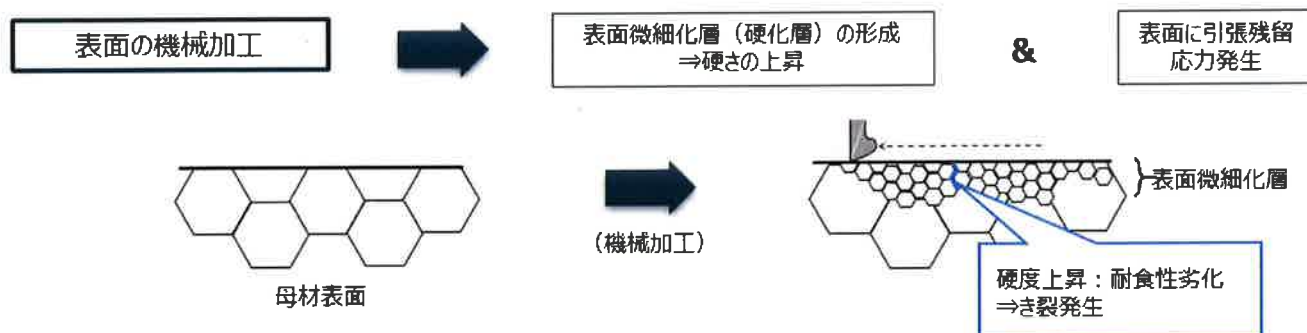 表面の機械加工
表面微細化層（硬化層）の形成
⇒硬さの上昇
&
表面に引張残留
応力発生
表面微細化層
（機械加工）
母材表面
硬度上昇：耐食性劣化
⇒き裂発生